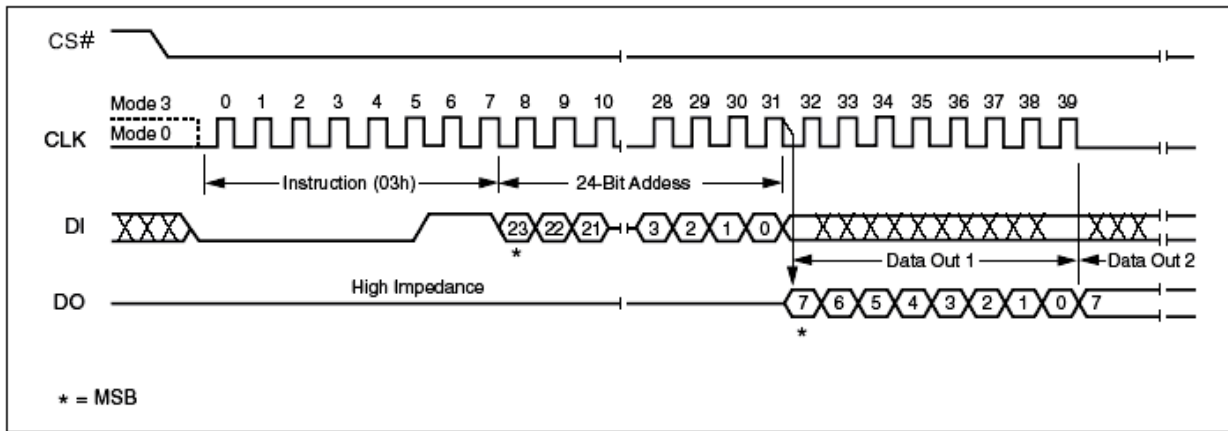 CS#
Mode 3 0 1 2 3 4 5 6 7 8 9 10 28 29 30 31 32 33 34 35 36 37 38 39
CLK Mode 0
Instruction (03h) 24-Bit Addess
DI 23 22 21 3 2 1 0
* Data Out 1 Data Out 2
High Impedance
DO 7 6 5 4 3 2 1 0 7
*
* = MSB